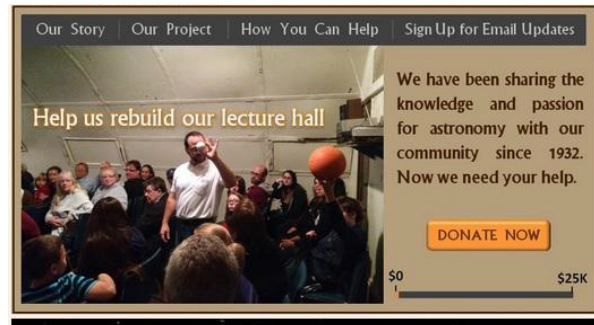 Our Story
Our Project
How You Can Help
Sign Up for Email Updates
Help us rebuild our lecture hall
We have been sharing the
knowledge and passion
for astronomy with our
community since 1932.
Now we need your help.
DONATE NOW
$0
$25K